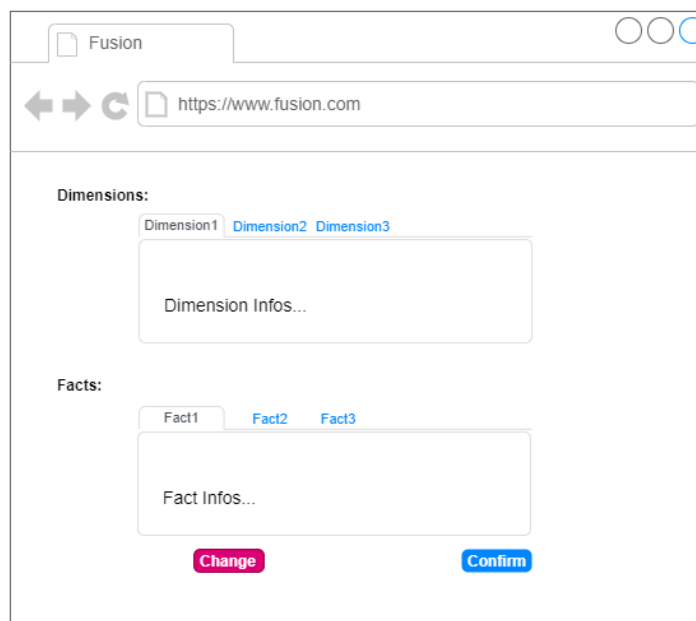 Fusion
https://www.fusion.com
Dimensions:
Dimension1 Dimension2 Dimension3
Dimension Infos...
Facts:
Fact1 Fact2 Fact3
Fact Infos...
Change Confirm